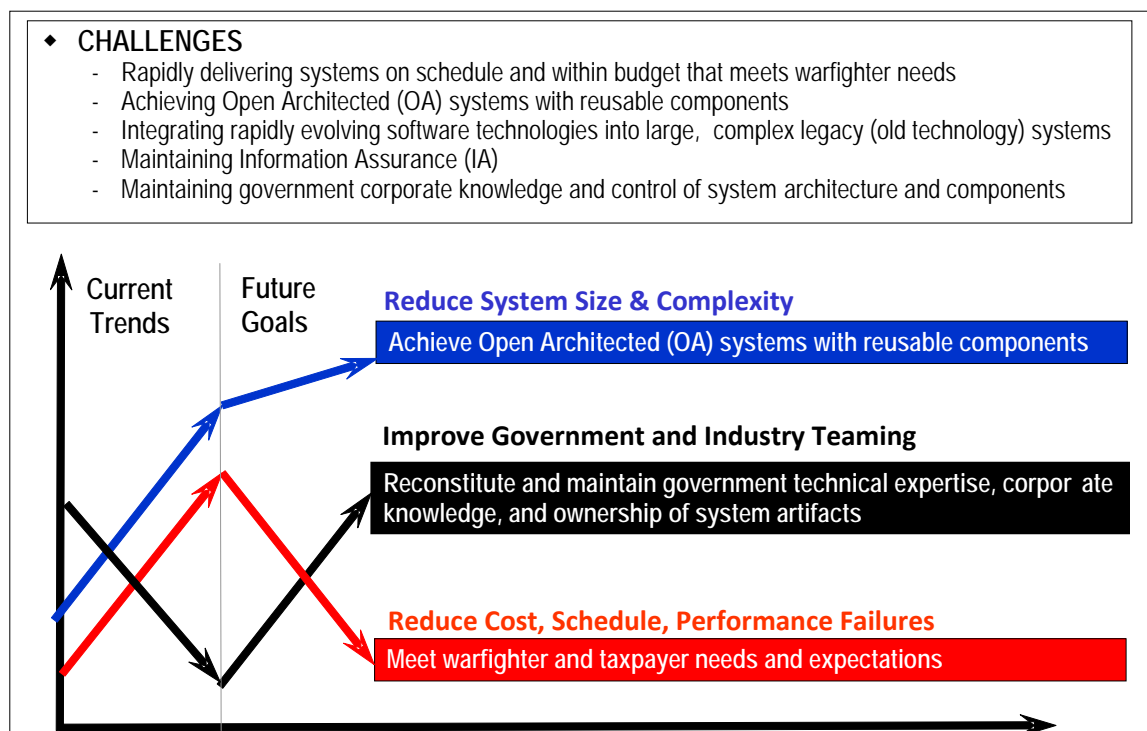 ◆ CHALLENGES
- Rapidly delivering systems on schedule and within budget that meets warfighter needs
- Achieving Open Architected (OA) systems with reusable components
- Integrating rapidly evolving software technologies into large, complex legacy (old technology) systems
- Maintaining Information Assurance (IA)
- Maintaining government corporate knowledge and control of system architecture and components
Current
Trends
Future
Goals
Reduce System Size & Complexity
Achieve Open Architected (OA) systems with reusable components
Improve Government and Industry Teaming
Reconstitute and maintain government technical expertise, corpor ate
knowledge, and ownership of system artifacts
Reduce Cost, Schedule, Performance Failures
Meet warfighter and taxpayer needs and expectations